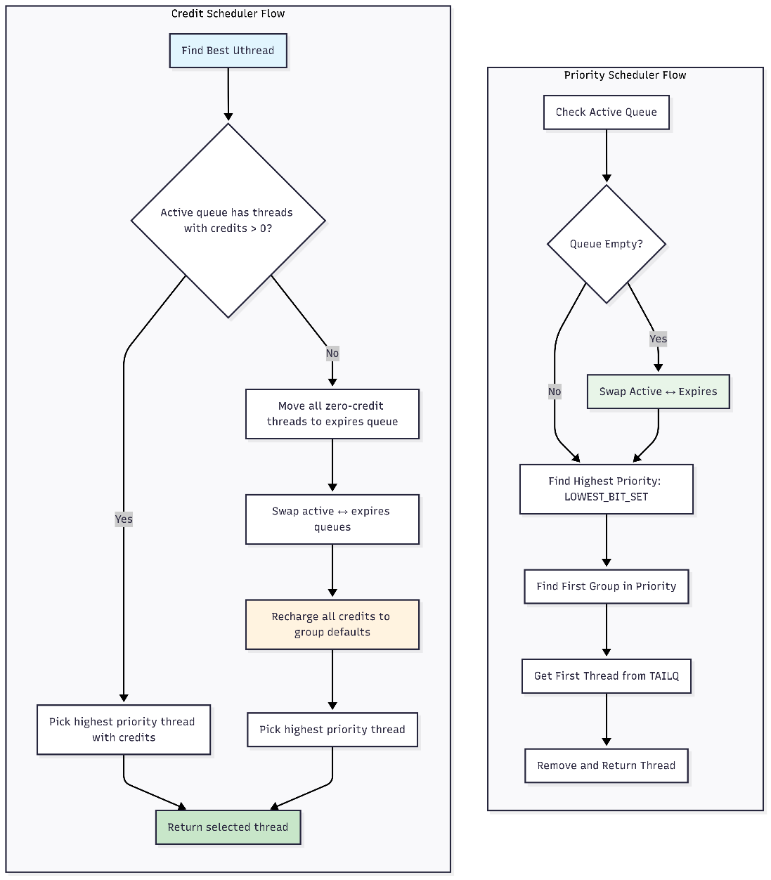 Credit Scheduler Flow
Find Best Uthread
Active queue has threads
with credits > 0?
No
Move all zero-credit
threads to expires queue
Swap active ↔ expires
queues
Yes
Recharge all credits to
group defaults
Pick highest priority thread
with credits
Pick highest priority thread
Return selected thread
Priority Scheduler Flow
Check Active Queue
Queue Empty?
Yes
No
Swap Active ↔ Expires
Find Highest Priority:
LOWEST_BIT_SET
Find First Group in Priority
Get First Thread from TAILQ
Remove and Return Thread